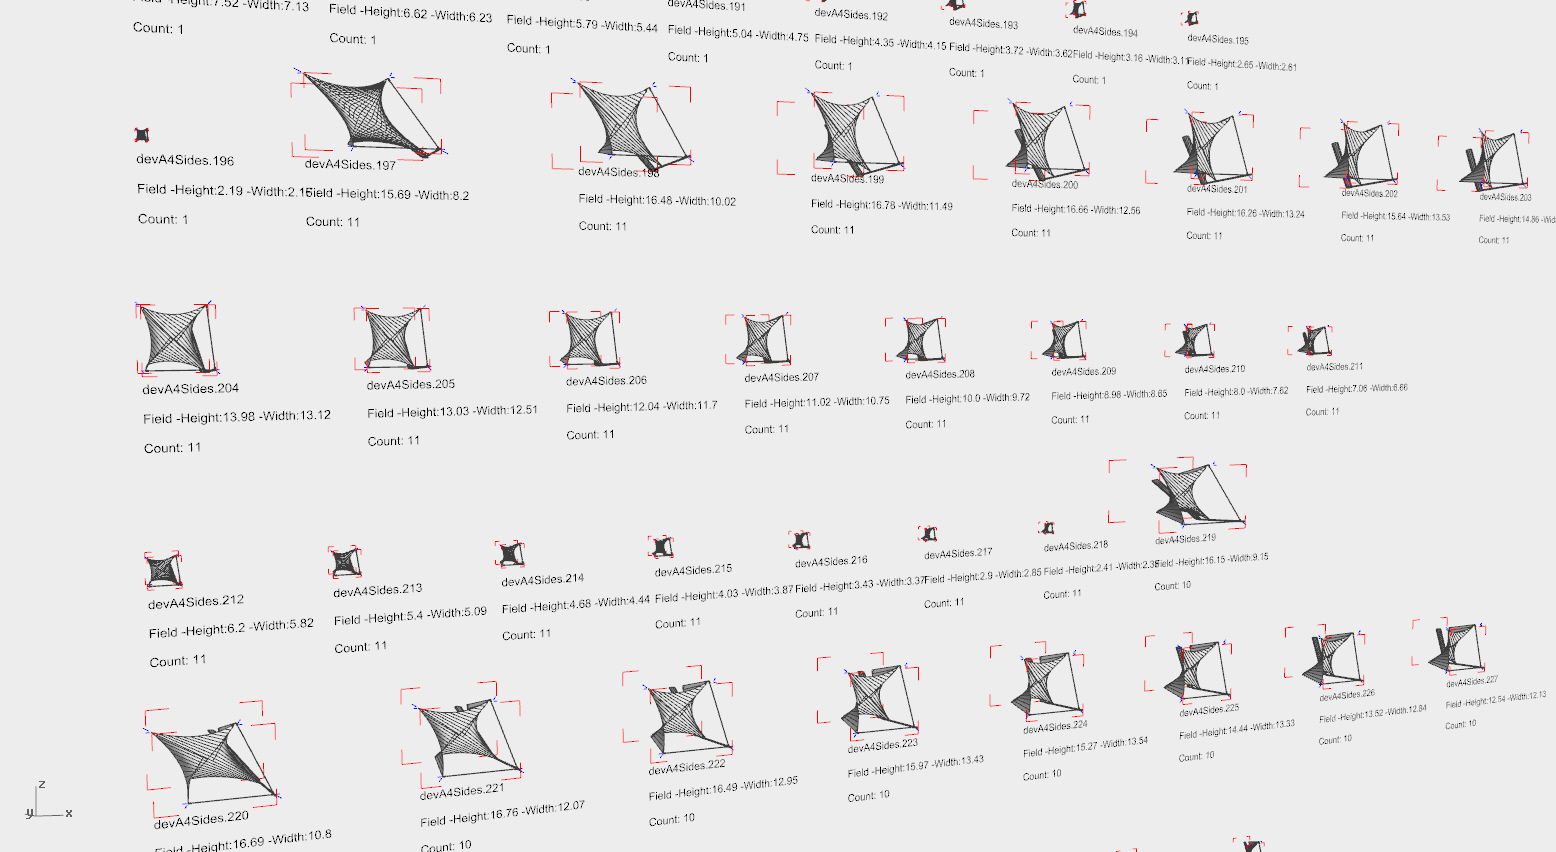 Field -Height:7.52 -Width:7.13
Count: 1
Field -Height:6.62 -Width:6.23
Count: 1
Field -Height:5.79 -Width:5.44
Count: 1
devA4Sides.191
Field -Height:5.04 -Width:4.75
Count: 1
devA4Sides.192
Field -Height:4.35 -Width:4.15
Count: 1
devA4Sides.193
Field -Height:3.72 -Width:3.62
Count: 1
devA4Sides.194
Field -Height:3.16 -Width:3.11
Count: 1
devA4Sides.195
Field -Height:2.65 -Width:2.61
Count: 1
devA4Sides.196
Field -Height:2.19 -Width:2.15
Count: 1
devA4Sides.197
Field -Height:15.69 -Width:8.2
Count: 11
devA4Sides.198
Field -Height:16.48 -Width:10.02
Count: 11
devA4Sides.199
Field -Height:16.78 -Width:11.49
Count: 11
devA4Sides.200
Field -Height:16.66 -Width:12.56
Count: 11
devA4Sides.201
Field -Height:16.26 -Width:13.24
Count: 11
devA4Sides.202
Field -Height:15.64 -Width:13.53
Count: 11
devA4Sides.203
Field -Height:14.86 -Wid
Count: 11
devA4Sides.204
Field -Height:13.98 -Width:13.12
Count: 11
devA4Sides.205
Field -Height:13.03 -Width:12.51
Count: 11
devA4Sides.206
Field -Height:12.04 -Width:11.7
Count: 11
devA4Sides.207
Field -Height:11.02 -Width:10.75
Count: 11
devA4Sides.208
Field -Height:10.0 -Width:9.72
Count: 11
devA4Sides.209
Field -Height:8.98 -Width:8.65
Count: 11
devA4Sides.210
Field -Height:8.0 -Width:7.62
Count: 11
devA4Sides.211
Field -Height:7.06 -Width:6.66
Count: 11
devA4Sides.212
Field -Height:6.2 -Width:5.82
Count: 11
devA4Sides.213
Field -Height:5.4 -Width:5.09
Count: 11
devA4Sides.214
Field -Height:4.68 -Width:4.44
Count: 11
devA4Sides.215
Field -Height:4.03 -Width:3.87
Count: 11
devA4Sides.216
Field -Height:3.43 -Width:3.37
Count: 11
devA4Sides.217
Field -Height:2.9 -Width:2.85
Count: 11
devA4Sides.218
Field -Height:2.41 -Width:2.36
Count: 11
devA4Sides.219
Field -Height:16.15 -Width:9.15
Count: 10
devA4Sides.220
Field -Height:16.69 -Width:10.8
devA4Sides.221
Field -Height:16.76 -Width:12.07
Count: 10
devA4Sides.222
Field -Height:16.49 -Width:12.95
Count: 10
devA4Sides.223
Field -Height:15.97 -Width:13.43
Count: 10
devA4Sides.224
Field -Height:15.27 -Width:13.54
Count: 10
devA4Sides.225
Field -Height:14.44 -Width:13.33
Count: 10
devA4Sides.226
Field -Height:13.52 -Width:12.84
Count: 10
devA4Sides.227
Field -Height:12.54 -Width:12.13
Count: 10
z
y
x